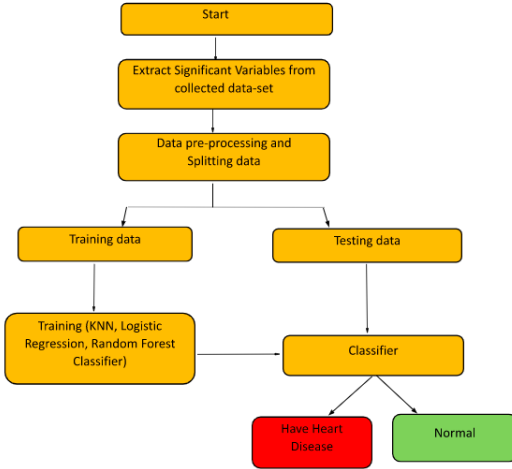 Start
Extract Significant Variables from
collected data-set
Data pre-processing and
Splitting data
Training data
Testing data
Training (KNN, Logistic
Regression, Random Forest
Classifier)
Classifier
Have Heart
Disease
Normal